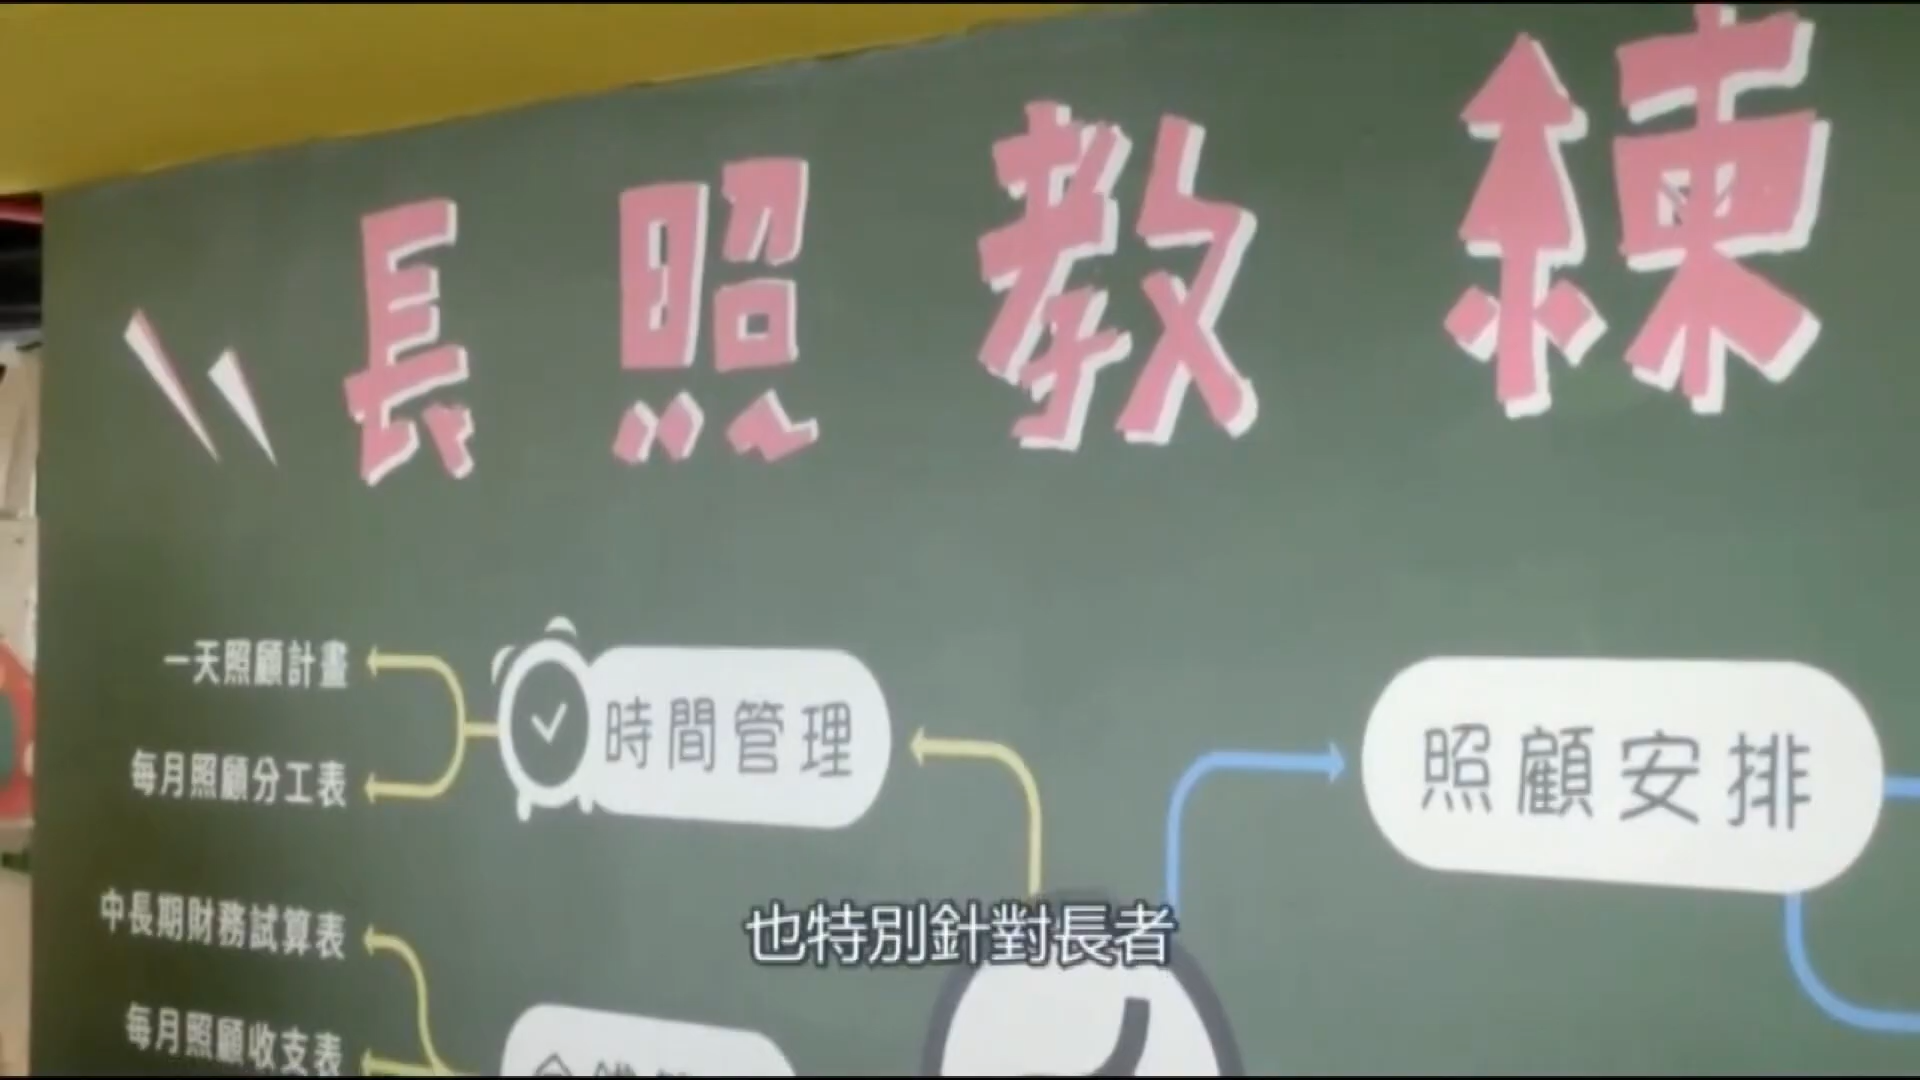 長照教練
一天照顧計畫
時間管理
照顧安排
每月照顧分工表
中長期財務試算表
也特別針對長者
每月照顧收支表